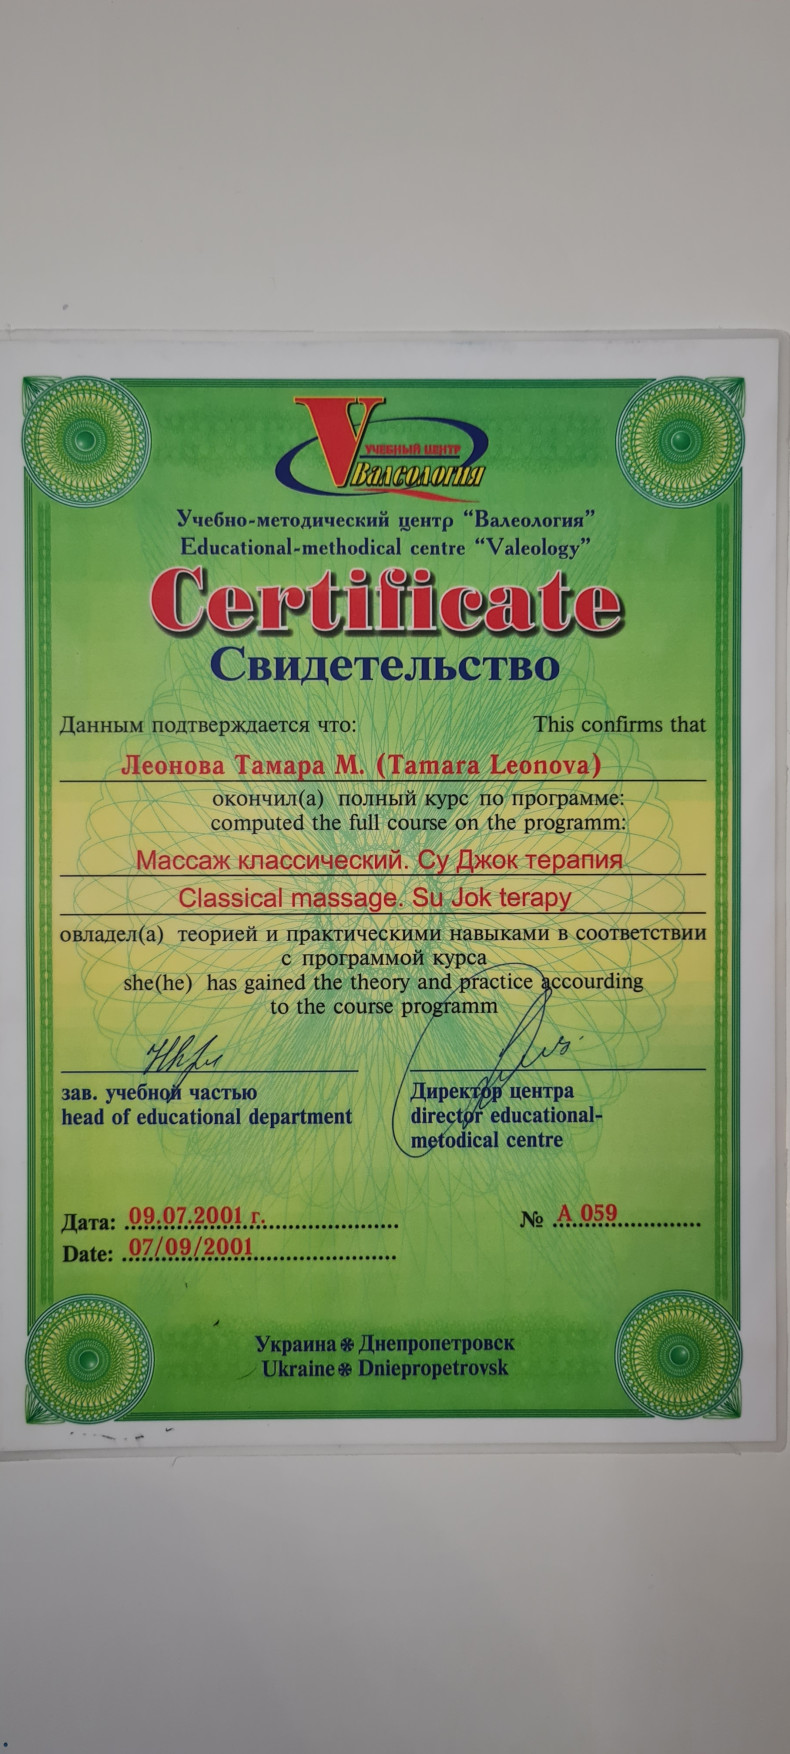 V
УЧЕБНЫЙ ЦЕНТР
Валеология
Учебно-методический центр “Валеология”
Educational-methodical centre “Valeology”
Certificate
Свидетельство
Данным подтверждается что: This confirms that
Леонова Тамара М. (Tamara Leonova)
окончил(а) полный курс по программе:
computed the full course on the programm:
Массаж классический. Су Джок терапия
Classical massage. Su Jok terapy
овладел(а) теорией и практическими навыками в соответствии
с программой курса
she(he) has gained the theory and practice accourding
to the course programm
зав. учебной частью
head of educational department
Директор центра
director educational-
metodical centre
Дата: 09.07.2001 г.
Date: 07/09/2001
№ А 059
Украина ❉ Днепропетровск
Ukraine ❉ Dniepropetrovsk